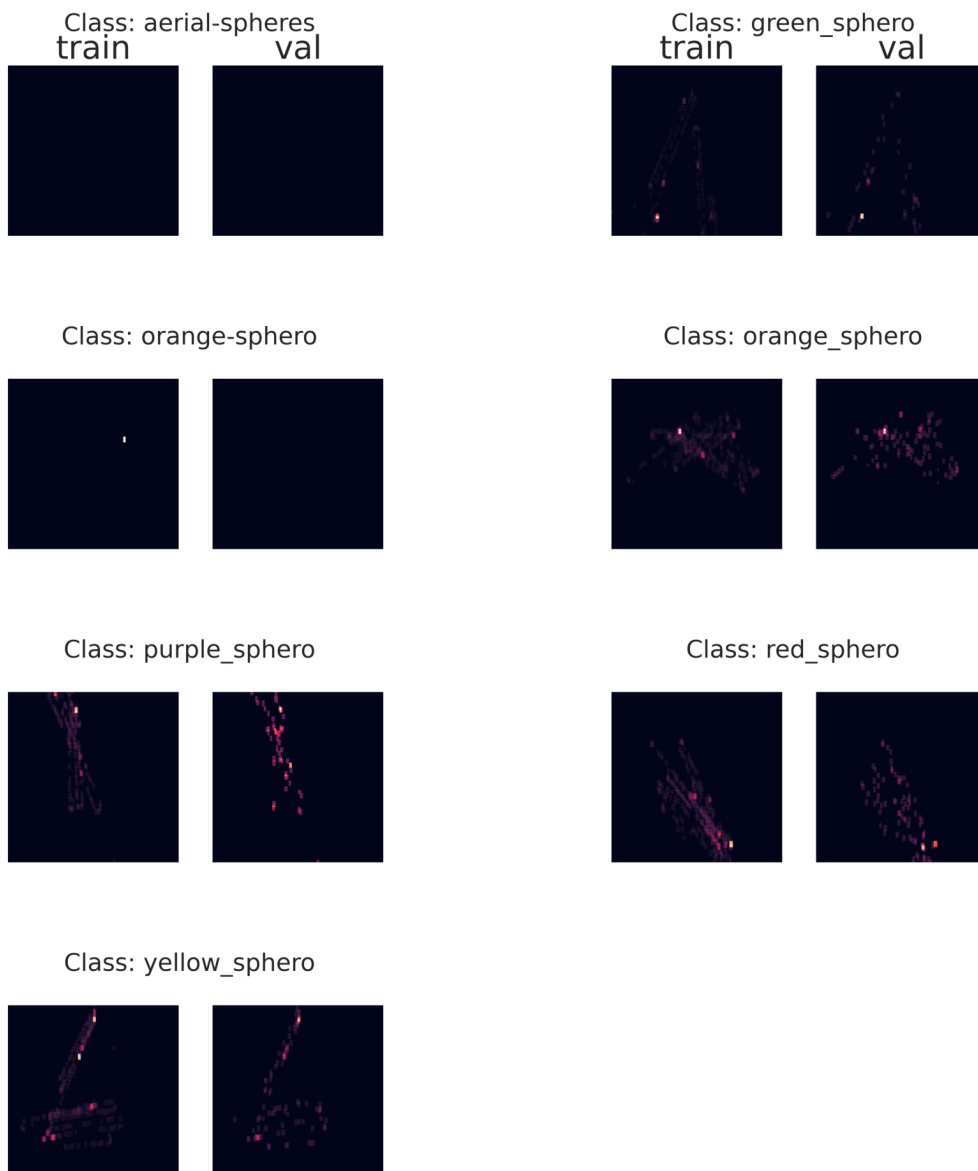 Class: aerial-spheres
train val
Class: green_sphero
train val
Class: orange-sphero
Class: orange_sphero
Class: purple_sphero
Class: red_sphero
Class: yellow_sphero